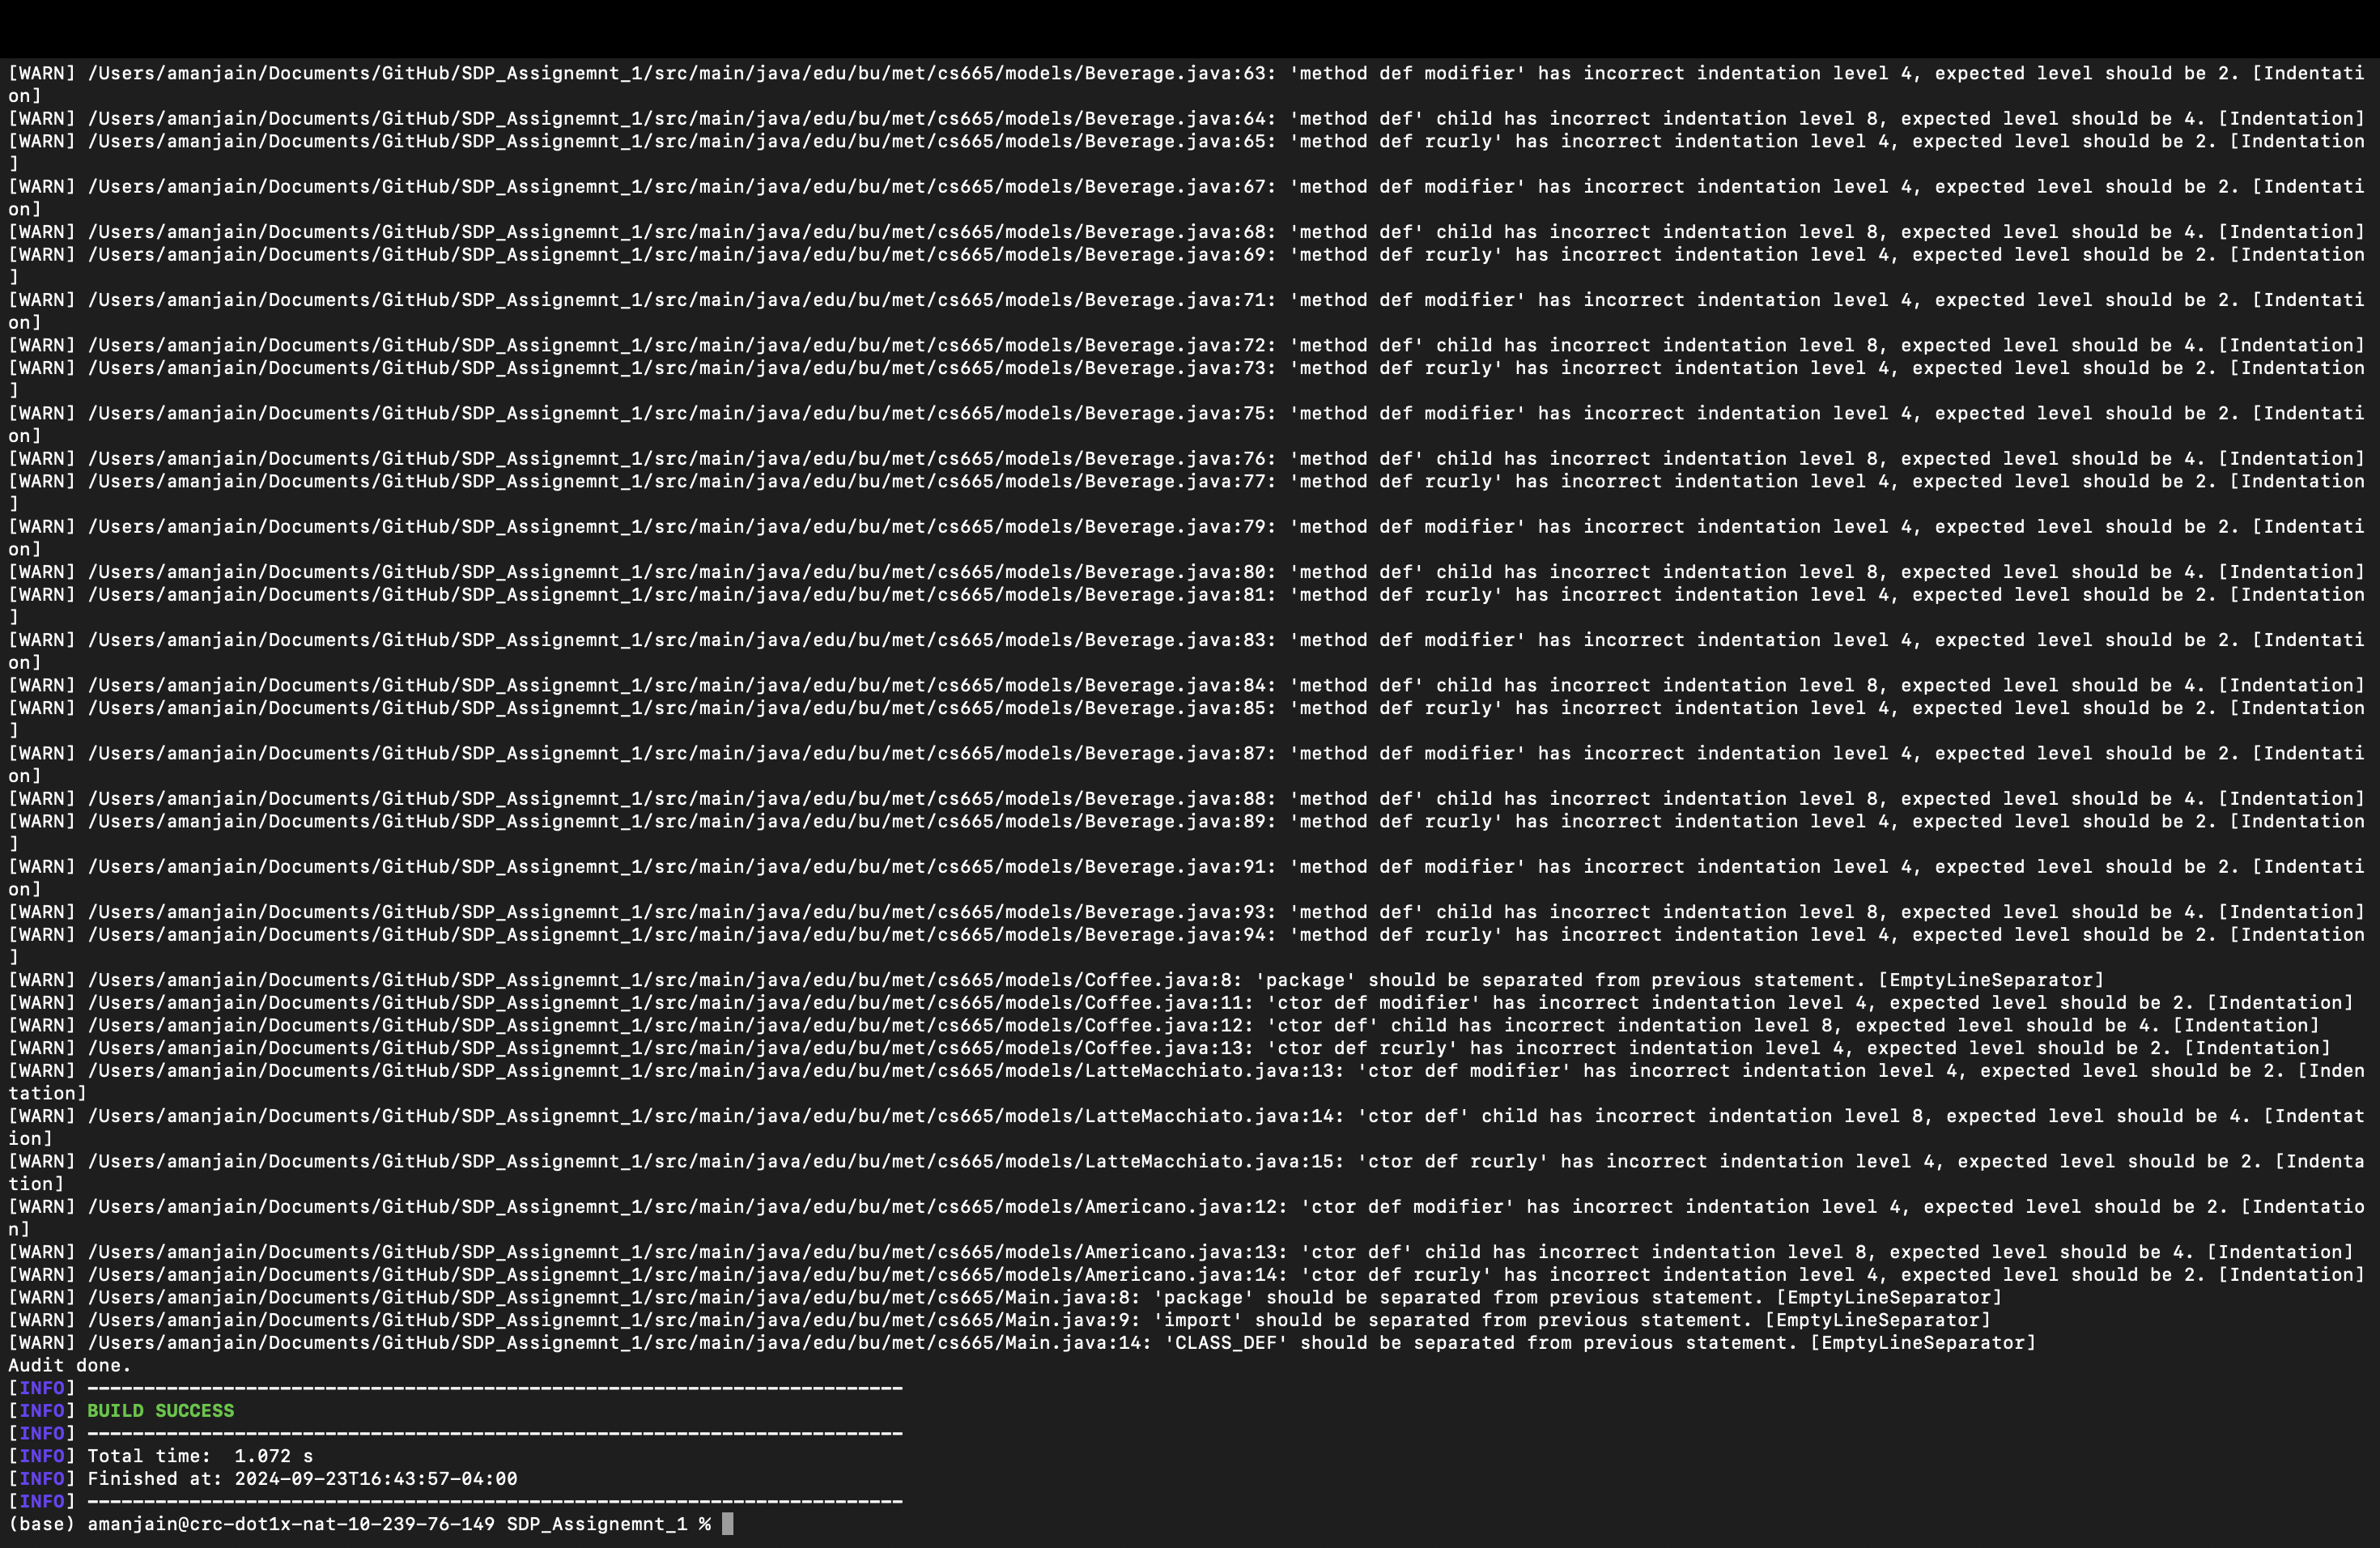 [WARN] /Users/amanjain/Documents/GitHub/SDP_Assignemnt_1/src/main/java/edu/bu/met/cs665/models/Beverage.java:63: 'method def modifier' has incorrect indentation level 4, expected level should be 2. [Indentati
on]
[WARN] /Users/amanjain/Documents/GitHub/SDP_Assignemnt_1/src/main/java/edu/bu/met/cs665/models/Beverage.java:64: 'method def' child has incorrect indentation level 8, expected level should be 4. [Indentation]
[WARN] /Users/amanjain/Documents/GitHub/SDP_Assignemnt_1/src/main/java/edu/bu/met/cs665/models/Beverage.java:65: 'method def rcurly' has incorrect indentation level 4, expected level should be 2. [Indentation
]
[WARN] /Users/amanjain/Documents/GitHub/SDP_Assignemnt_1/src/main/java/edu/bu/met/cs665/models/Beverage.java:67: 'method def modifier' has incorrect indentation level 4, expected level should be 2. [Indentati
on]
[WARN] /Users/amanjain/Documents/GitHub/SDP_Assignemnt_1/src/main/java/edu/bu/met/cs665/models/Beverage.java:68: 'method def' child has incorrect indentation level 8, expected level should be 4. [Indentation]
[WARN] /Users/amanjain/Documents/GitHub/SDP_Assignemnt_1/src/main/java/edu/bu/met/cs665/models/Beverage.java:69: 'method def rcurly' has incorrect indentation level 4, expected level should be 2. [Indentation
]
[WARN] /Users/amanjain/Documents/GitHub/SDP_Assignemnt_1/src/main/java/edu/bu/met/cs665/models/Beverage.java:71: 'method def modifier' has incorrect indentation level 4, expected level should be 2. [Indentati
on]
[WARN] /Users/amanjain/Documents/GitHub/SDP_Assignemnt_1/src/main/java/edu/bu/met/cs665/models/Beverage.java:72: 'method def' child has incorrect indentation level 8, expected level should be 4. [Indentation]
[WARN] /Users/amanjain/Documents/GitHub/SDP_Assignemnt_1/src/main/java/edu/bu/met/cs665/models/Beverage.java:73: 'method def rcurly' has incorrect indentation level 4, expected level should be 2. [Indentation
]
[WARN] /Users/amanjain/Documents/GitHub/SDP_Assignemnt_1/src/main/java/edu/bu/met/cs665/models/Beverage.java:75: 'method def modifier' has incorrect indentation level 4, expected level should be 2. [Indentati
on]
[WARN] /Users/amanjain/Documents/GitHub/SDP_Assignemnt_1/src/main/java/edu/bu/met/cs665/models/Beverage.java:76: 'method def' child has incorrect indentation level 8, expected level should be 4. [Indentation]
[WARN] /Users/amanjain/Documents/GitHub/SDP_Assignemnt_1/src/main/java/edu/bu/met/cs665/models/Beverage.java:77: 'method def rcurly' has incorrect indentation level 4, expected level should be 2. [Indentation
]
[WARN] /Users/amanjain/Documents/GitHub/SDP_Assignemnt_1/src/main/java/edu/bu/met/cs665/models/Beverage.java:79: 'method def modifier' has incorrect indentation level 4, expected level should be 2. [Indentati
on]
[WARN] /Users/amanjain/Documents/GitHub/SDP_Assignemnt_1/src/main/java/edu/bu/met/cs665/models/Beverage.java:80: 'method def' child has incorrect indentation level 8, expected level should be 4. [Indentation]
[WARN] /Users/amanjain/Documents/GitHub/SDP_Assignemnt_1/src/main/java/edu/bu/met/cs665/models/Beverage.java:81: 'method def rcurly' has incorrect indentation level 4, expected level should be 2. [Indentation
]
[WARN] /Users/amanjain/Documents/GitHub/SDP_Assignemnt_1/src/main/java/edu/bu/met/cs665/models/Beverage.java:83: 'method def modifier' has incorrect indentation level 4, expected level should be 2. [Indentati
on]
[WARN] /Users/amanjain/Documents/GitHub/SDP_Assignemnt_1/src/main/java/edu/bu/met/cs665/models/Beverage.java:84: 'method def' child has incorrect indentation level 8, expected level should be 4. [Indentation]
[WARN] /Users/amanjain/Documents/GitHub/SDP_Assignemnt_1/src/main/java/edu/bu/met/cs665/models/Beverage.java:85: 'method def rcurly' has incorrect indentation level 4, expected level should be 2. [Indentation
]
[WARN] /Users/amanjain/Documents/GitHub/SDP_Assignemnt_1/src/main/java/edu/bu/met/cs665/models/Beverage.java:87: 'method def modifier' has incorrect indentation level 4, expected level should be 2. [Indentati
on]
[WARN] /Users/amanjain/Documents/GitHub/SDP_Assignemnt_1/src/main/java/edu/bu/met/cs665/models/Beverage.java:88: 'method def' child has incorrect indentation level 8, expected level should be 4. [Indentation]
[WARN] /Users/amanjain/Documents/GitHub/SDP_Assignemnt_1/src/main/java/edu/bu/met/cs665/models/Beverage.java:89: 'method def rcurly' has incorrect indentation level 4, expected level should be 2. [Indentation
]
[WARN] /Users/amanjain/Documents/GitHub/SDP_Assignemnt_1/src/main/java/edu/bu/met/cs665/models/Beverage.java:91: 'method def modifier' has incorrect indentation level 4, expected level should be 2. [Indentati
on]
[WARN] /Users/amanjain/Documents/GitHub/SDP_Assignemnt_1/src/main/java/edu/bu/met/cs665/models/Beverage.java:93: 'method def' child has incorrect indentation level 8, expected level should be 4. [Indentation]
[WARN] /Users/amanjain/Documents/GitHub/SDP_Assignemnt_1/src/main/java/edu/bu/met/cs665/models/Beverage.java:94: 'method def rcurly' has incorrect indentation level 4, expected level should be 2. [Indentation
]
[WARN] /Users/amanjain/Documents/GitHub/SDP_Assignemnt_1/src/main/java/edu/bu/met/cs665/models/Coffee.java:8: 'package' should be separated from previous statement. [EmptyLineSeparator]
[WARN] /Users/amanjain/Documents/GitHub/SDP_Assignemnt_1/src/main/java/edu/bu/met/cs665/models/Coffee.java:11: 'ctor def modifier' has incorrect indentation level 4, expected level should be 2. [Indentation]
[WARN] /Users/amanjain/Documents/GitHub/SDP_Assignemnt_1/src/main/java/edu/bu/met/cs665/models/Coffee.java:12: 'ctor def' child has incorrect indentation level 8, expected level should be 4. [Indentation]
[WARN] /Users/amanjain/Documents/GitHub/SDP_Assignemnt_1/src/main/java/edu/bu/met/cs665/models/Coffee.java:13: 'ctor def rcurly' has incorrect indentation level 4, expected level should be 2. [Indentation]
[WARN] /Users/amanjain/Documents/GitHub/SDP_Assignemnt_1/src/main/java/edu/bu/met/cs665/models/LatteMacchiato.java:13: 'ctor def modifier' has incorrect indentation level 4, expected level should be 2. [Inden
tation]
[WARN] /Users/amanjain/Documents/GitHub/SDP_Assignemnt_1/src/main/java/edu/bu/met/cs665/models/LatteMacchiato.java:14: 'ctor def' child has incorrect indentation level 8, expected level should be 4. [Indentat
ion]
[WARN] /Users/amanjain/Documents/GitHub/SDP_Assignemnt_1/src/main/java/edu/bu/met/cs665/models/LatteMacchiato.java:15: 'ctor def rcurly' has incorrect indentation level 4, expected level should be 2. [Indenta
tion]
[WARN] /Users/amanjain/Documents/GitHub/SDP_Assignemnt_1/src/main/java/edu/bu/met/cs665/models/Americano.java:12: 'ctor def modifier' has incorrect indentation level 4, expected level should be 2. [Indentatio
n]
[WARN] /Users/amanjain/Documents/GitHub/SDP_Assignemnt_1/src/main/java/edu/bu/met/cs665/models/Americano.java:13: 'ctor def' child has incorrect indentation level 8, expected level should be 4. [Indentation]
[WARN] /Users/amanjain/Documents/GitHub/SDP_Assignemnt_1/src/main/java/edu/bu/met/cs665/models/Americano.java:14: 'ctor def rcurly' has incorrect indentation level 4, expected level should be 2. [Indentation]
[WARN] /Users/amanjain/Documents/GitHub/SDP_Assignemnt_1/src/main/java/edu/bu/met/cs665/Main.java:8: 'package' should be separated from previous statement. [EmptyLineSeparator]
[WARN] /Users/amanjain/Documents/GitHub/SDP_Assignemnt_1/src/main/java/edu/bu/met/cs665/Main.java:9: 'import' should be separated from previous statement. [EmptyLineSeparator]
[WARN] /Users/amanjain/Documents/GitHub/SDP_Assignemnt_1/src/main/java/edu/bu/met/cs665/Main.java:14: 'CLASS_DEF' should be separated from previous statement. [EmptyLineSeparator]
Audit done.
[INFO] ------------------------------------------------------------------------
[INFO] BUILD SUCCESS
[INFO] ------------------------------------------------------------------------
[INFO] Total time:  1.072 s
[INFO] Finished at: 2024-09-23T16:43:57-04:00
[INFO] ------------------------------------------------------------------------
(base) amanjain@crc-dot1x-nat-10-239-76-149 SDP_Assignemnt_1 %